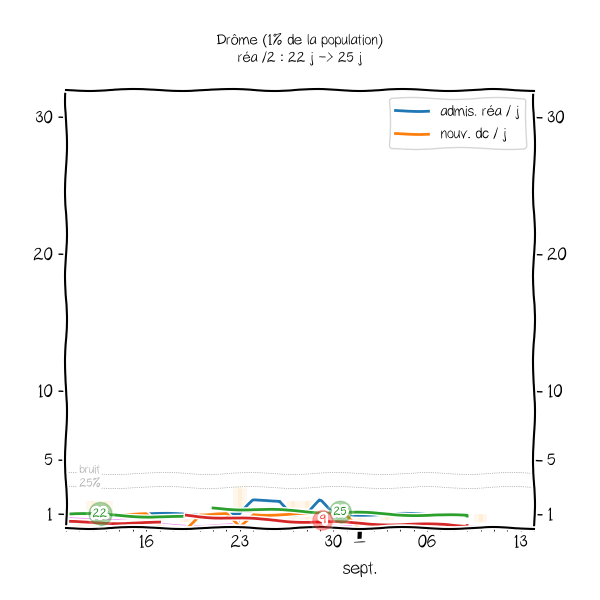 Drôme (1% de la population)
réa /2 : 22 j -> 25 j
admis. réa / j
nouv. dc / j
30 30
20 20
10 10
5 5
bruit
25%
1 1
22
9
25
16 23 30 1 06 13
sept.